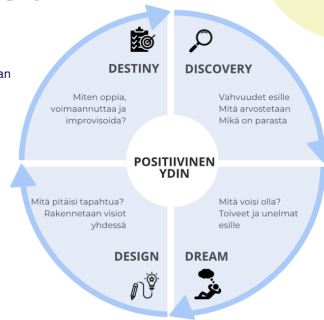 an
DESTINY
Miten oppia,
voimaannuttaa ja
improvisoida?
DISCOVERY
Vahvuudet esille
Mitä arvostetaan
Mikä on parasta
POSITIIVINEN
YDIN
Mitä pitäisi tapahtua?
Rakennetaan visiot
yhdessä
DESIGN
Mitä voisi olla?
Toiveet ja unelmat
esille
DREAM